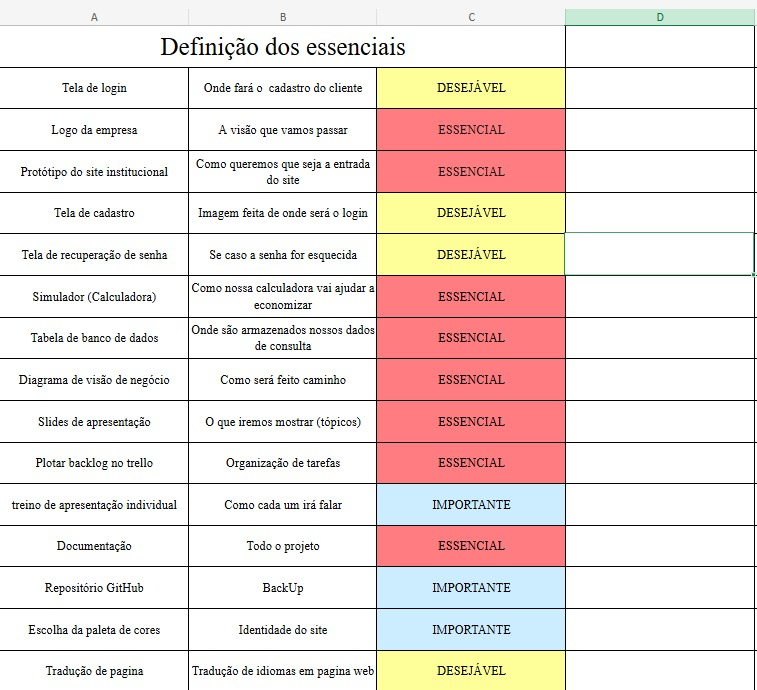 A B C D
Definição dos essenciais
Tela de login Onde fará o  cadastro do cliente DESEJÁVEL
Logo da empresa A visão que vamos passar ESSENCIAL
Protótipo do site institucional Como queremos que seja a entrada
do site ESSENCIAL
Tela de cadastro Imagem feita de onde será o login DESEJÁVEL
Tela de recuperação de senha Se caso a senha for esquecida DESEJÁVEL
Simulador (Calculadora) Como nossa calculadora vai ajudar a
economizar ESSENCIAL
Tabela de banco de dados Onde são armazenados nossos dados
de consulta ESSENCIAL
Diagrama de visão de negócio Como será feito caminho ESSENCIAL
Slides de apresentação O que iremos mostrar (tópicos) ESSENCIAL
Plotar backlog no trello Organização de tarefas ESSENCIAL
treino de apresentação individual Como cada um irá falar IMPORTANTE
Documentação Todo o projeto ESSENCIAL
Repositório GitHub BackUp IMPORTANTE
Escolha da paleta de cores Identidade do site IMPORTANTE
Tradução de pagina Tradução de idiomas em pagina web DESEJÁVEL